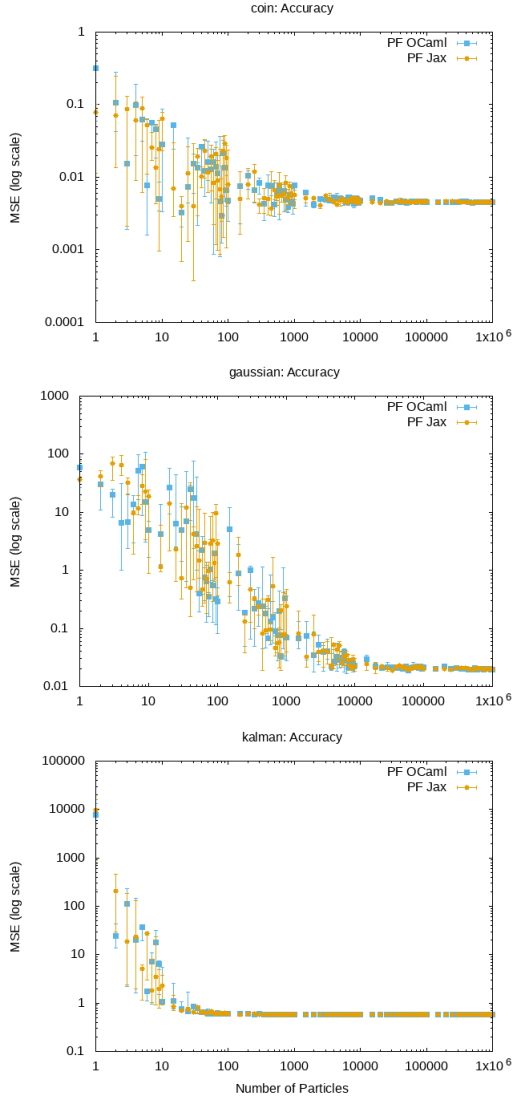 coin: Accuracy
PF OCaml
PF Jax
MSE (log scale)
1
0.1
0.01
0.001
0.0001
1 10 100 1000 10000 100000 1x10^6
gaussian: Accuracy
PF OCaml
PF Jax
MSE (log scale)
1000
100
10
1
0.1
0.01
1 10 100 1000 10000 100000 1x10^6
kalman: Accuracy
PF OCaml
PF Jax
MSE (log scale)
100000
10000
1000
100
10
1
0.1
1 10 100 1000 10000 100000 1x10^6
Number of Particles